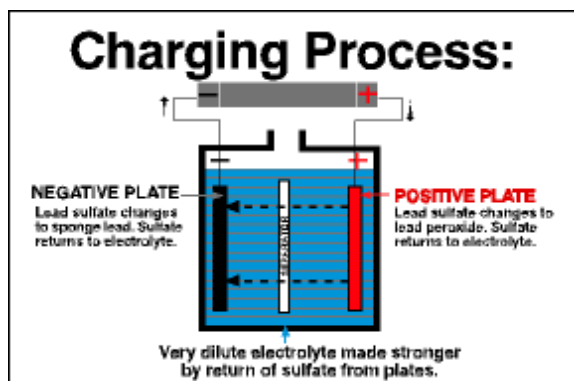 Charging Process:
− +
− +
NEGATIVE PLATE
Lead sulfate changes
to sponge lead. Sulfate
returns to electrolyte.
SEPARATOR
POSITIVE PLATE
Lead sulfate changes to
lead peroxide. Sulfate
returns to electrolyte.
Very dilute electrolyte made stronger
by return of sulfate from plates.